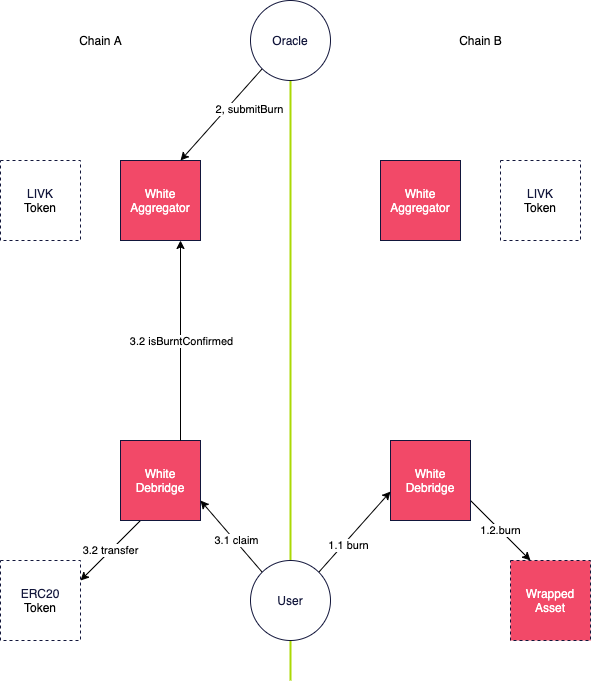 Chain A
Oracle
Chain B
2, submitBurn
LIVK
Token
White
Aggregator
White
Aggregator
LIVK
Token
3.2 isBurntConfirmed
White
Debridge
White
Debridge
3.2 transfer
3.1 claim
1.1 burn
1.2.burn
ERC20
Token
User
Wrapped
Asset